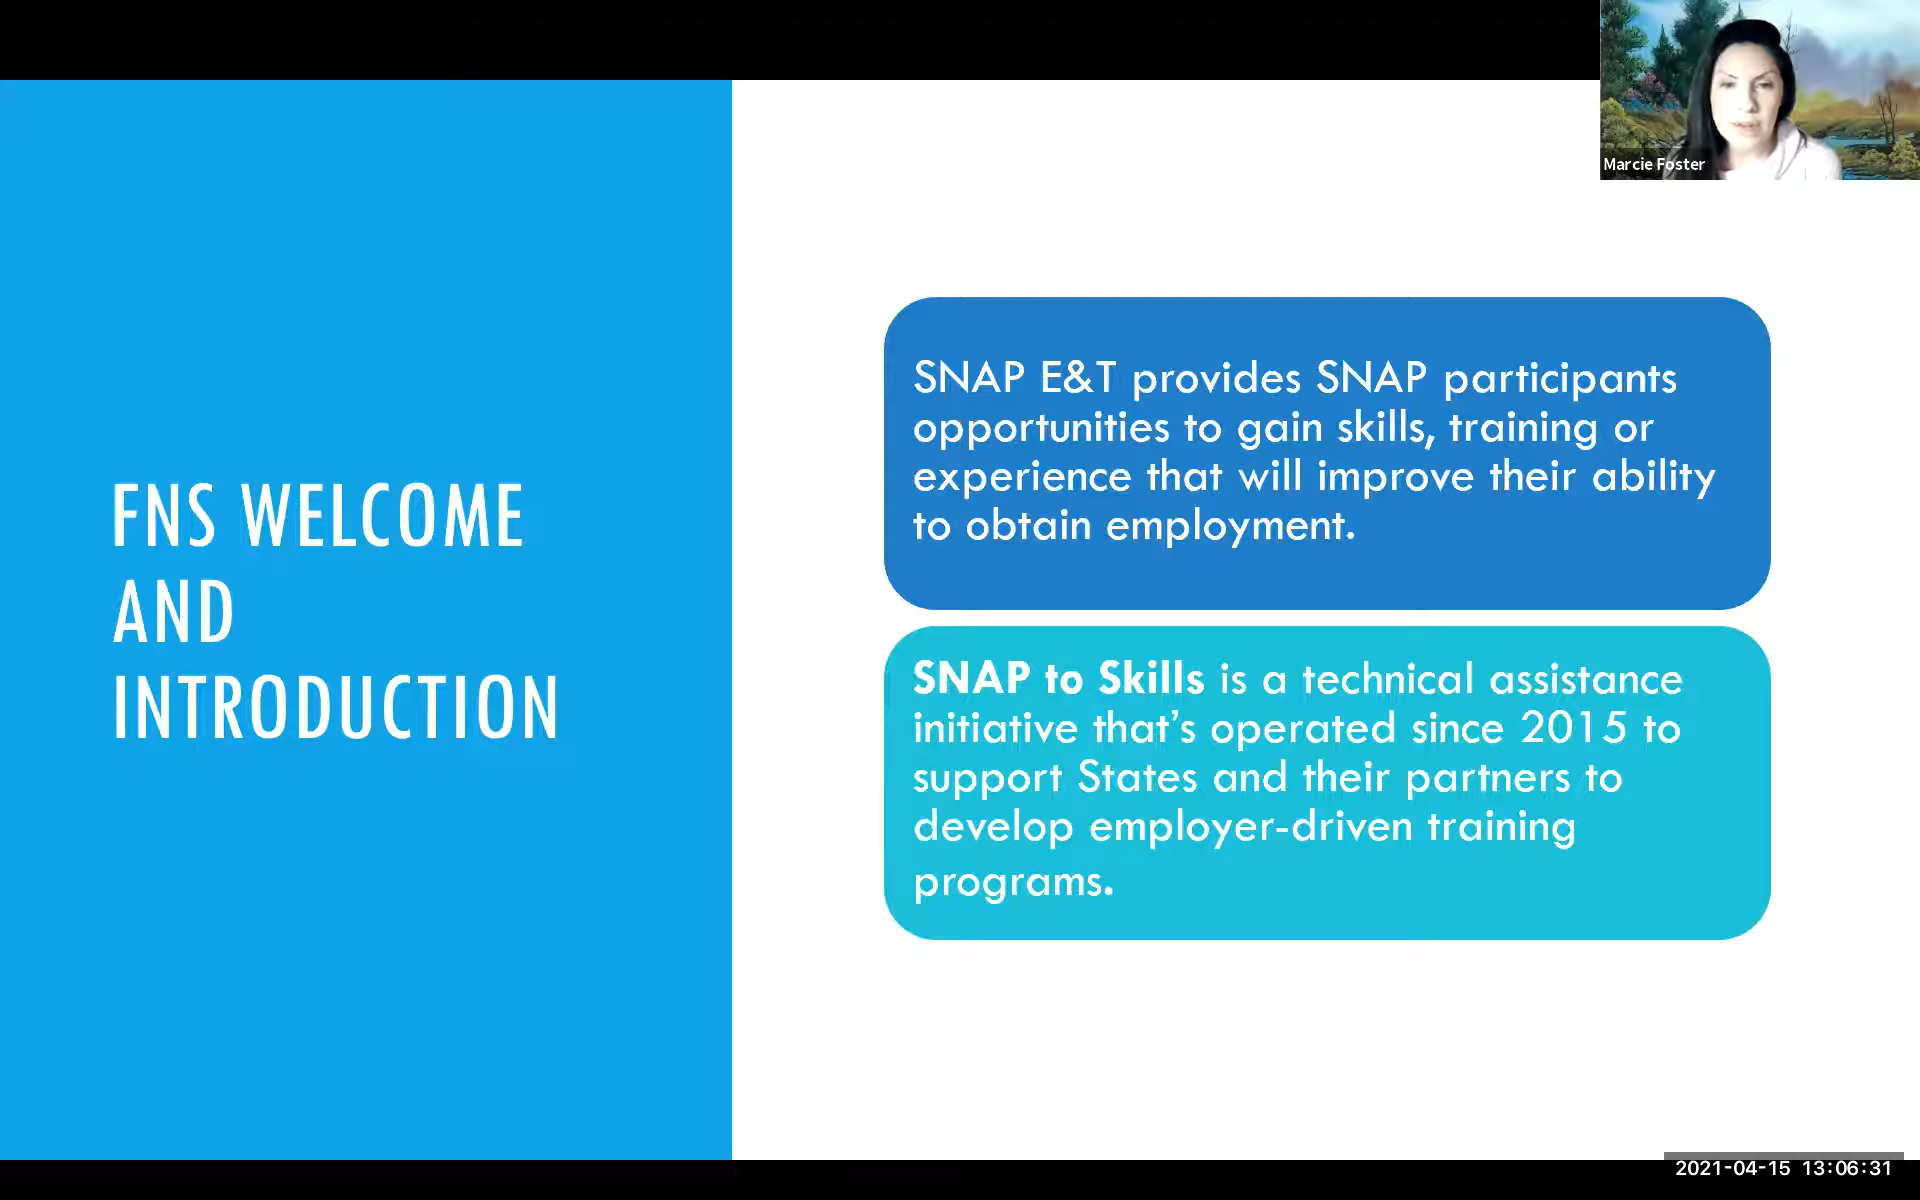 Marcie Foster
FNS WELCOME
AND
INTRODUCTION
SNAP E&T provides SNAP participants
opportunities to gain skills, training or
experience that will improve their ability
to obtain employment.
SNAP to Skills is a technical assistance
initiative that’s operated since 2015 to
support States and their partners to
develop employer-driven training
programs.
2021-04-15 13:06:31